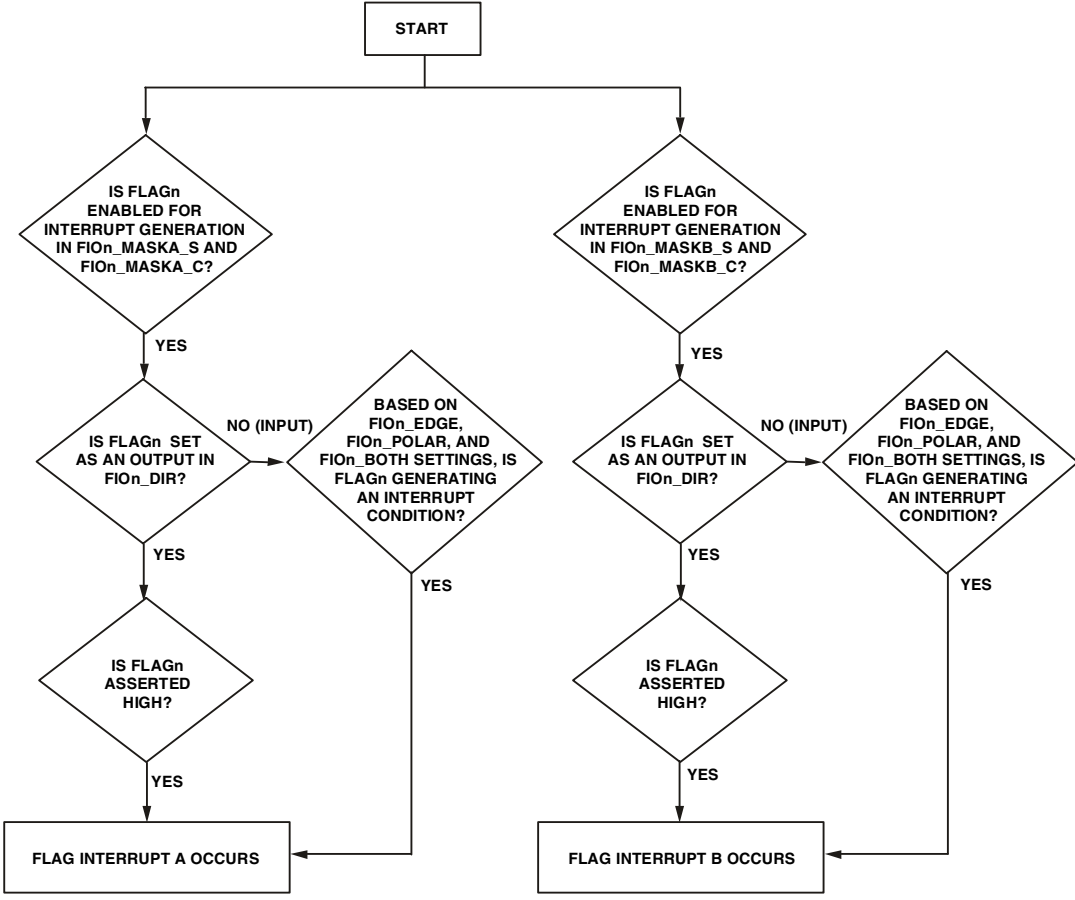 START
IS FLAGn
ENABLED FOR
INTERRUPT GENERATION
IN FIOn_MASKA_S AND
FIOn_MASKA_C?
IS FLAGn
ENABLED FOR
INTERRUPT GENERATION
IN FIOn_MASKB_S AND
FIOn_MASKB_C?
YES
YES
IS FLAGn SET
AS AN OUTPUT IN
FIOn_DIR?
NO (INPUT)
BASED ON
FIOn_EDGE,
FIOn_POLAR, AND
FIOn_BOTH SETTINGS, IS
FLAGn GENERATING
AN INTERRUPT
CONDITION?
IS FLAGn SET
AS AN OUTPUT IN
FIOn_DIR?
NO (INPUT)
BASED ON
FIOn_EDGE,
FIOn_POLAR, AND
FIOn_BOTH SETTINGS, IS
FLAGn GENERATING
AN INTERRUPT
CONDITION?
YES
YES
YES
YES
IS FLAGn
ASSERTED
HIGH?
IS FLAGn
ASSERTED
HIGH?
YES
YES
FLAG INTERRUPT A OCCURS
FLAG INTERRUPT B OCCURS